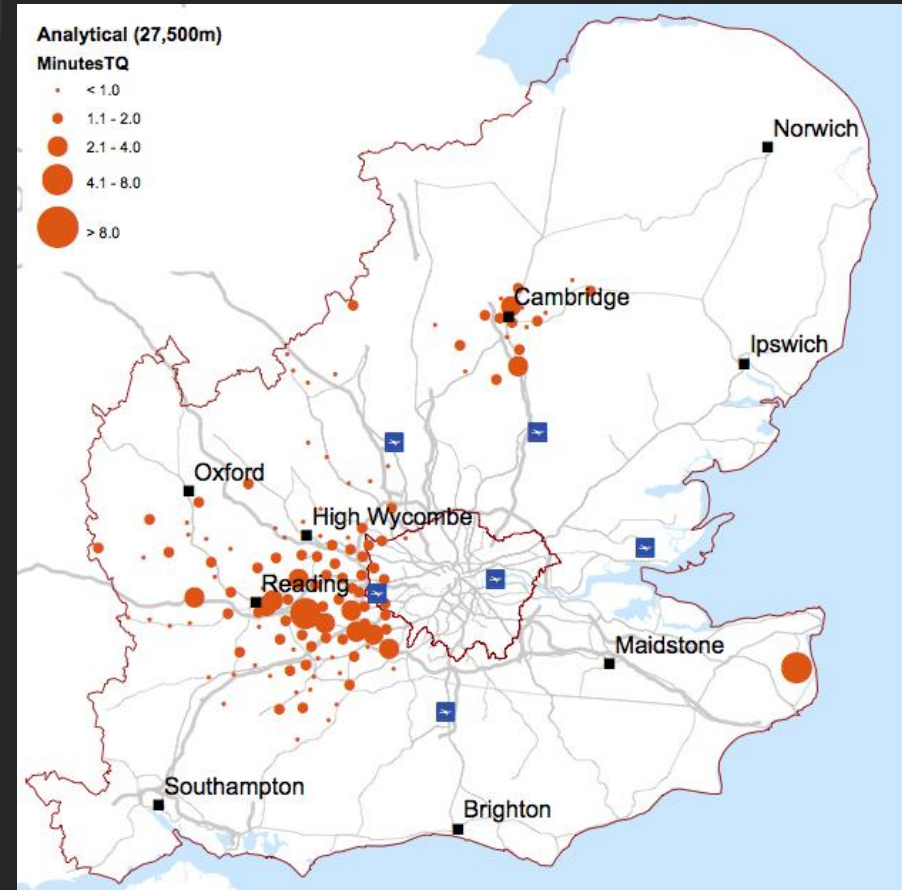 Analytical (27,500m)
MinutesTQ
< 1.0
1.1 - 2.0
2.1 - 4.0
4.1 - 8.0
> 8.0
Norwich
Cambridge
Ipswich
Oxford
High Wycombe
Reading
Maidstone
Southampton
Brighton